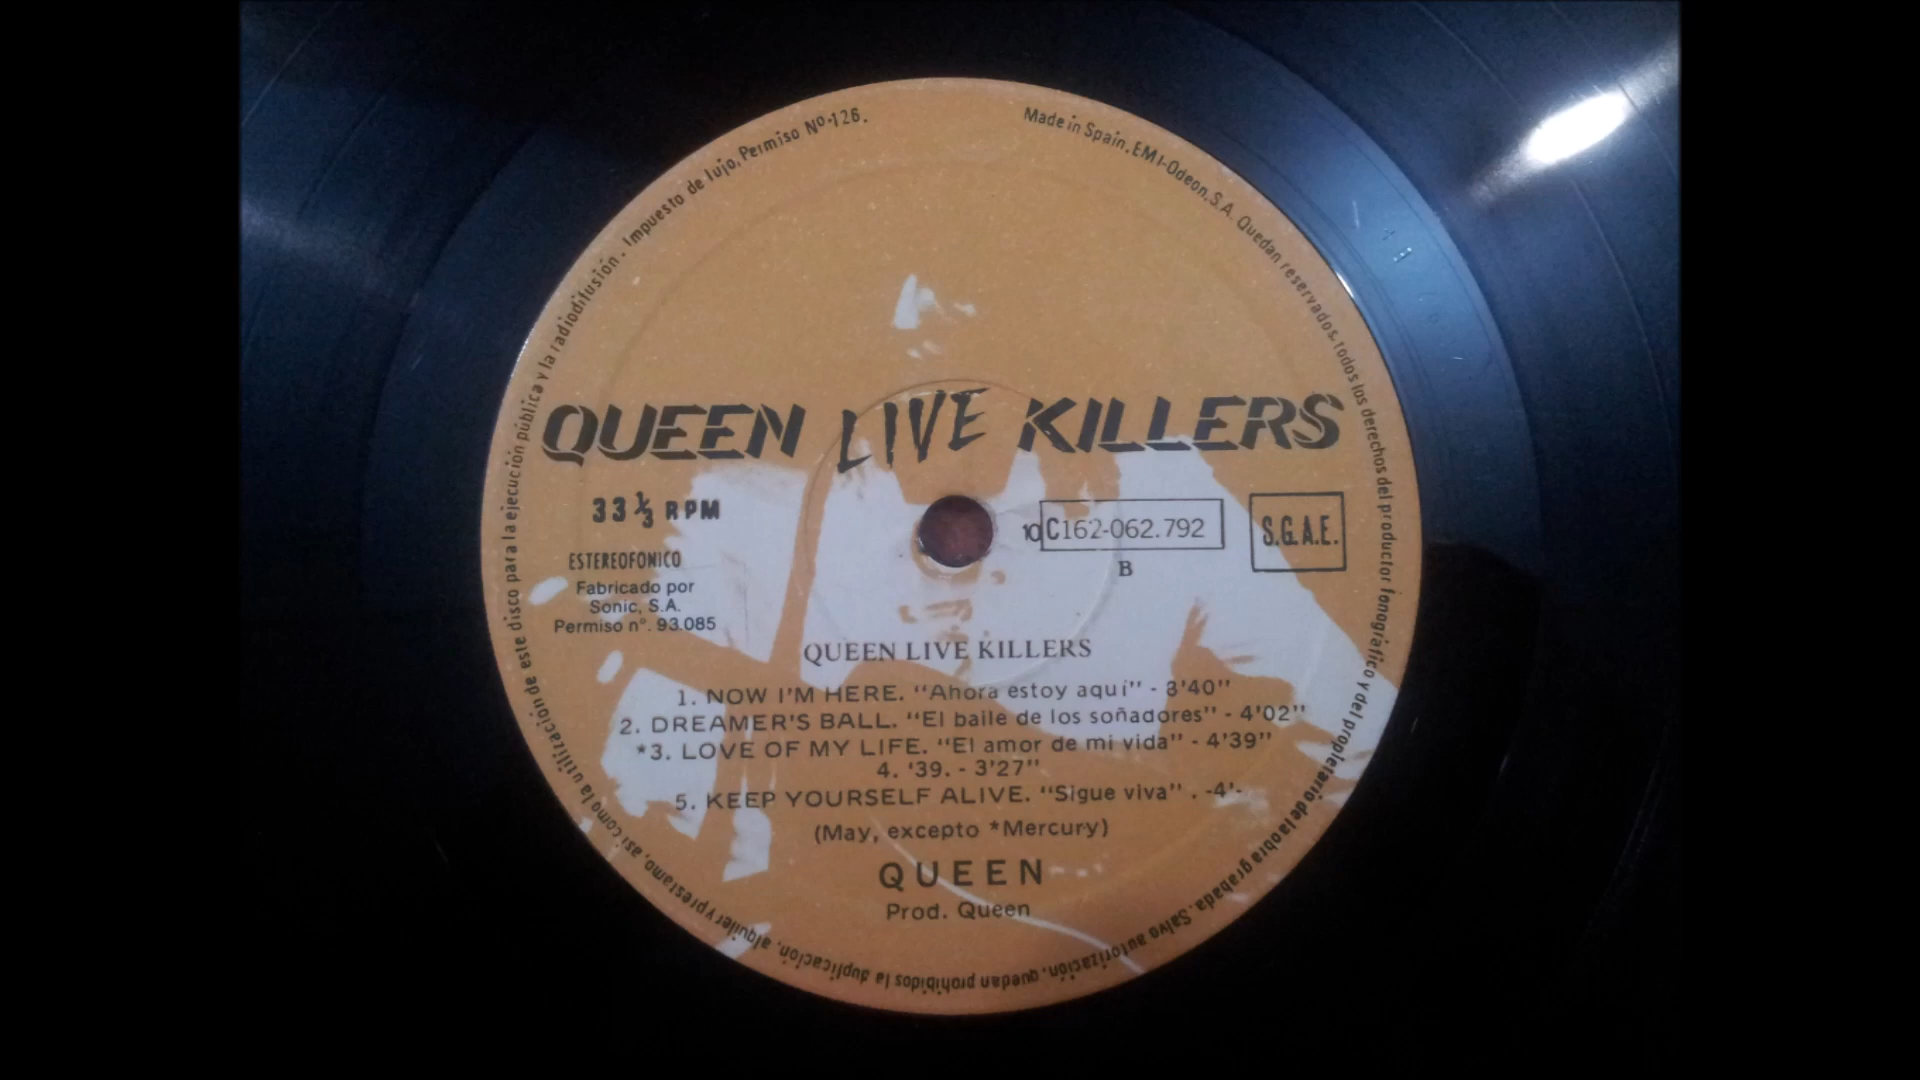 Impuesto de lujo. Permiso Nº-126.
Made in Spain. EMI-Odeon, S.A. Quedan reservados, todos los derechos del productor fonográfico y del propietario de la obra grabada. Salvo autorización, quedan prohibidos la duplicación, alquiler y prestamo, asi como la utilización de este disco para la ejecución pública y la radiodifusión.
QUEEN LIVE KILLERS
33 1/3 RPM
ESTEREOFONICO
Fabricado por
Sonic, S.A.
Permiso nº. 93.085
10C162-062.792
B
S.G.A.E.
QUEEN LIVE KILLERS
1. NOW I'M HERE. "Ahora estoy aquí" - 8'40"
2. DREAMER'S BALL. "El baile de los soñadores" - 4'02"
*3. LOVE OF MY LIFE. "El amor de mi vida" - 4'39"
4. '39. - 3'27"
5. KEEP YOURSELF ALIVE. "Sigue viva" . -4'-
(May, excepto *Mercury)
QUEEN
Prod. Queen